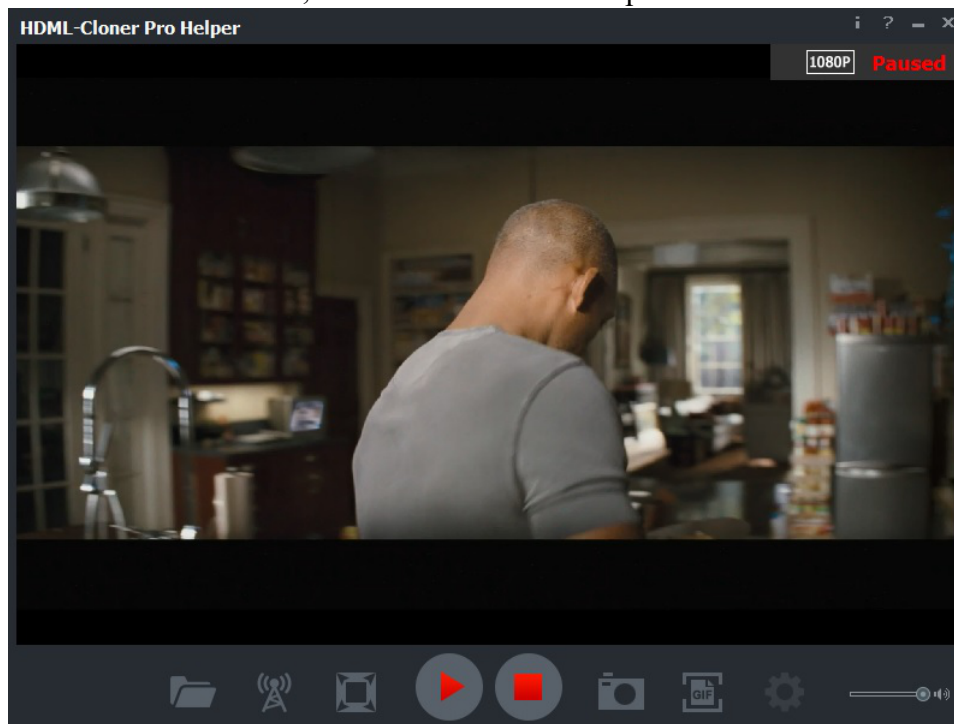 HDML-Cloner Pro Helper
i ? – ×
1080P Paused
GIF